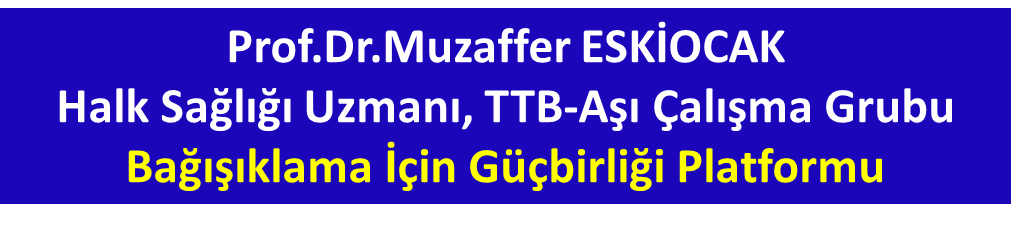 Prof.Dr.Muzaffer ESKİOCAK
Halk Sağlığı Uzmanı, TTB-Aşı Çalışma Grubu
Bağışıklama İçin Güçbirliği Platformu